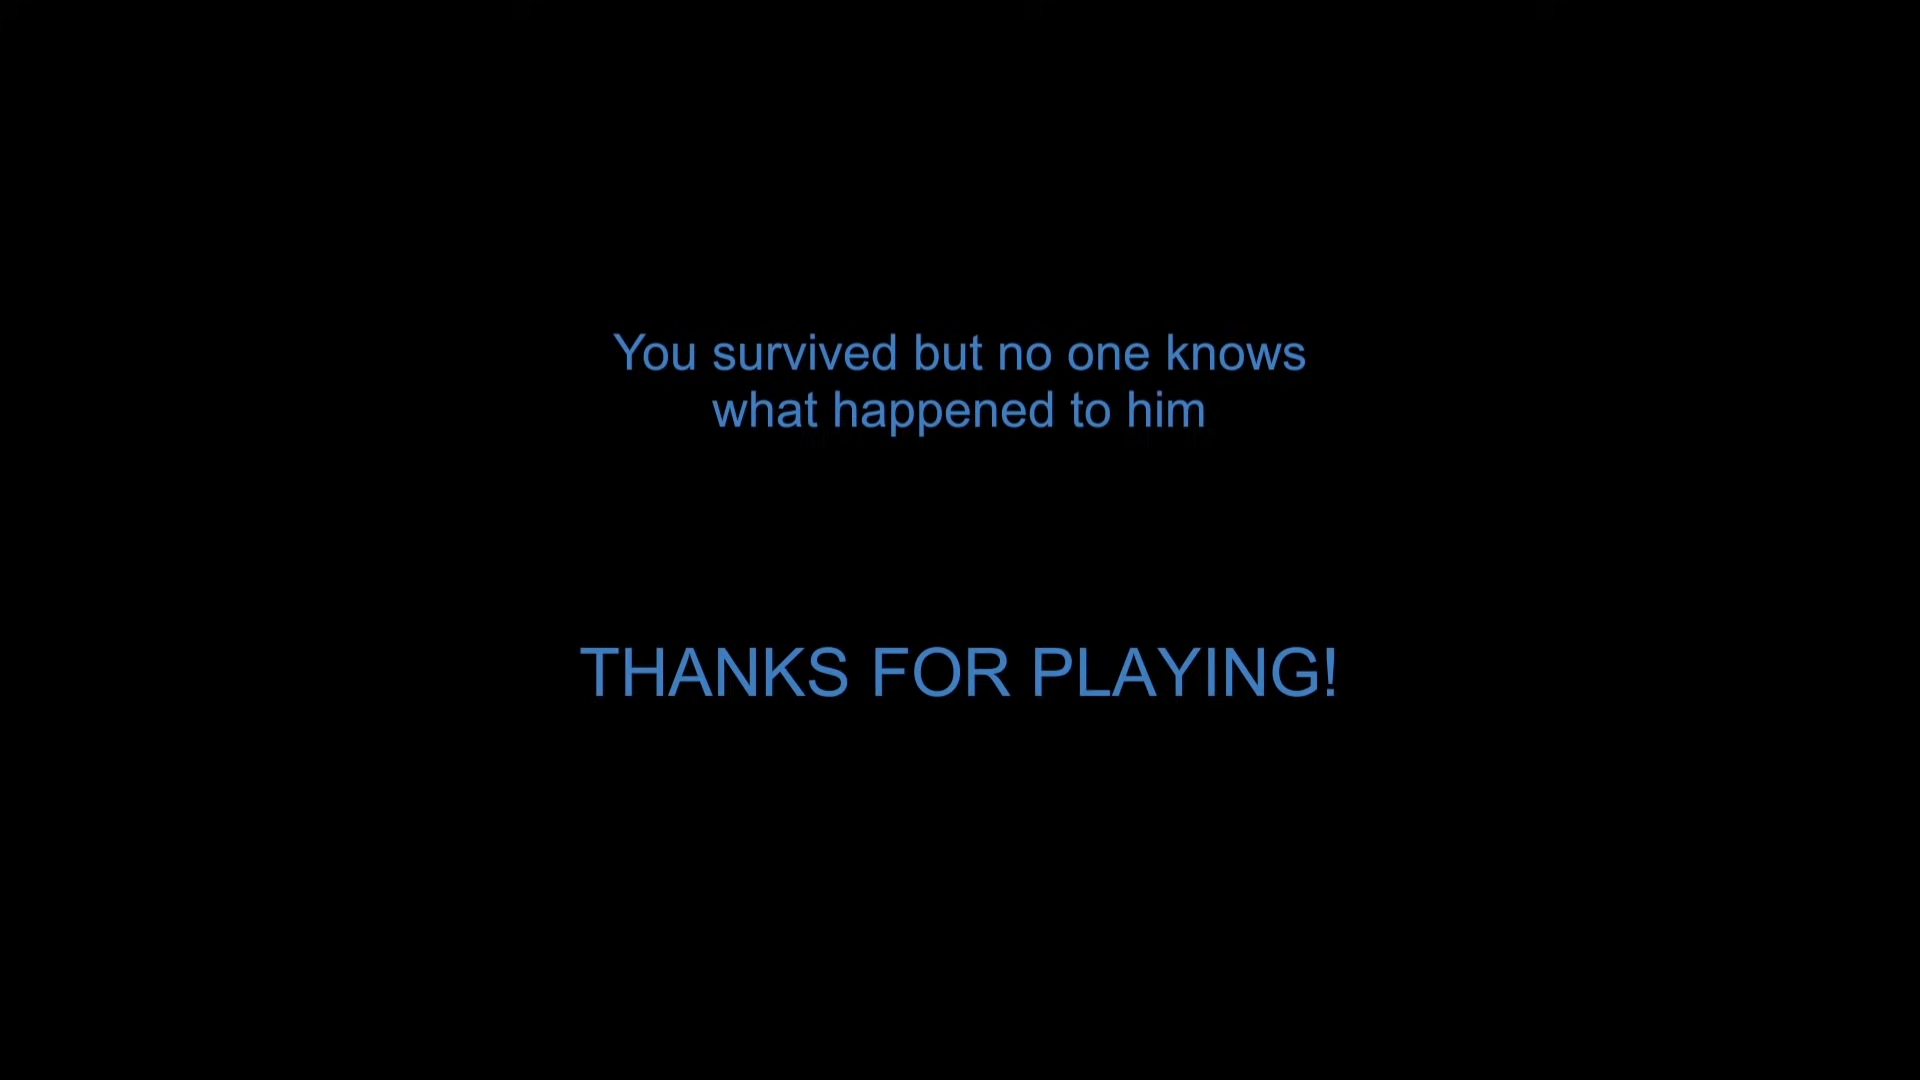 You survived but no one knows
what happened to him
THANKS FOR PLAYING!